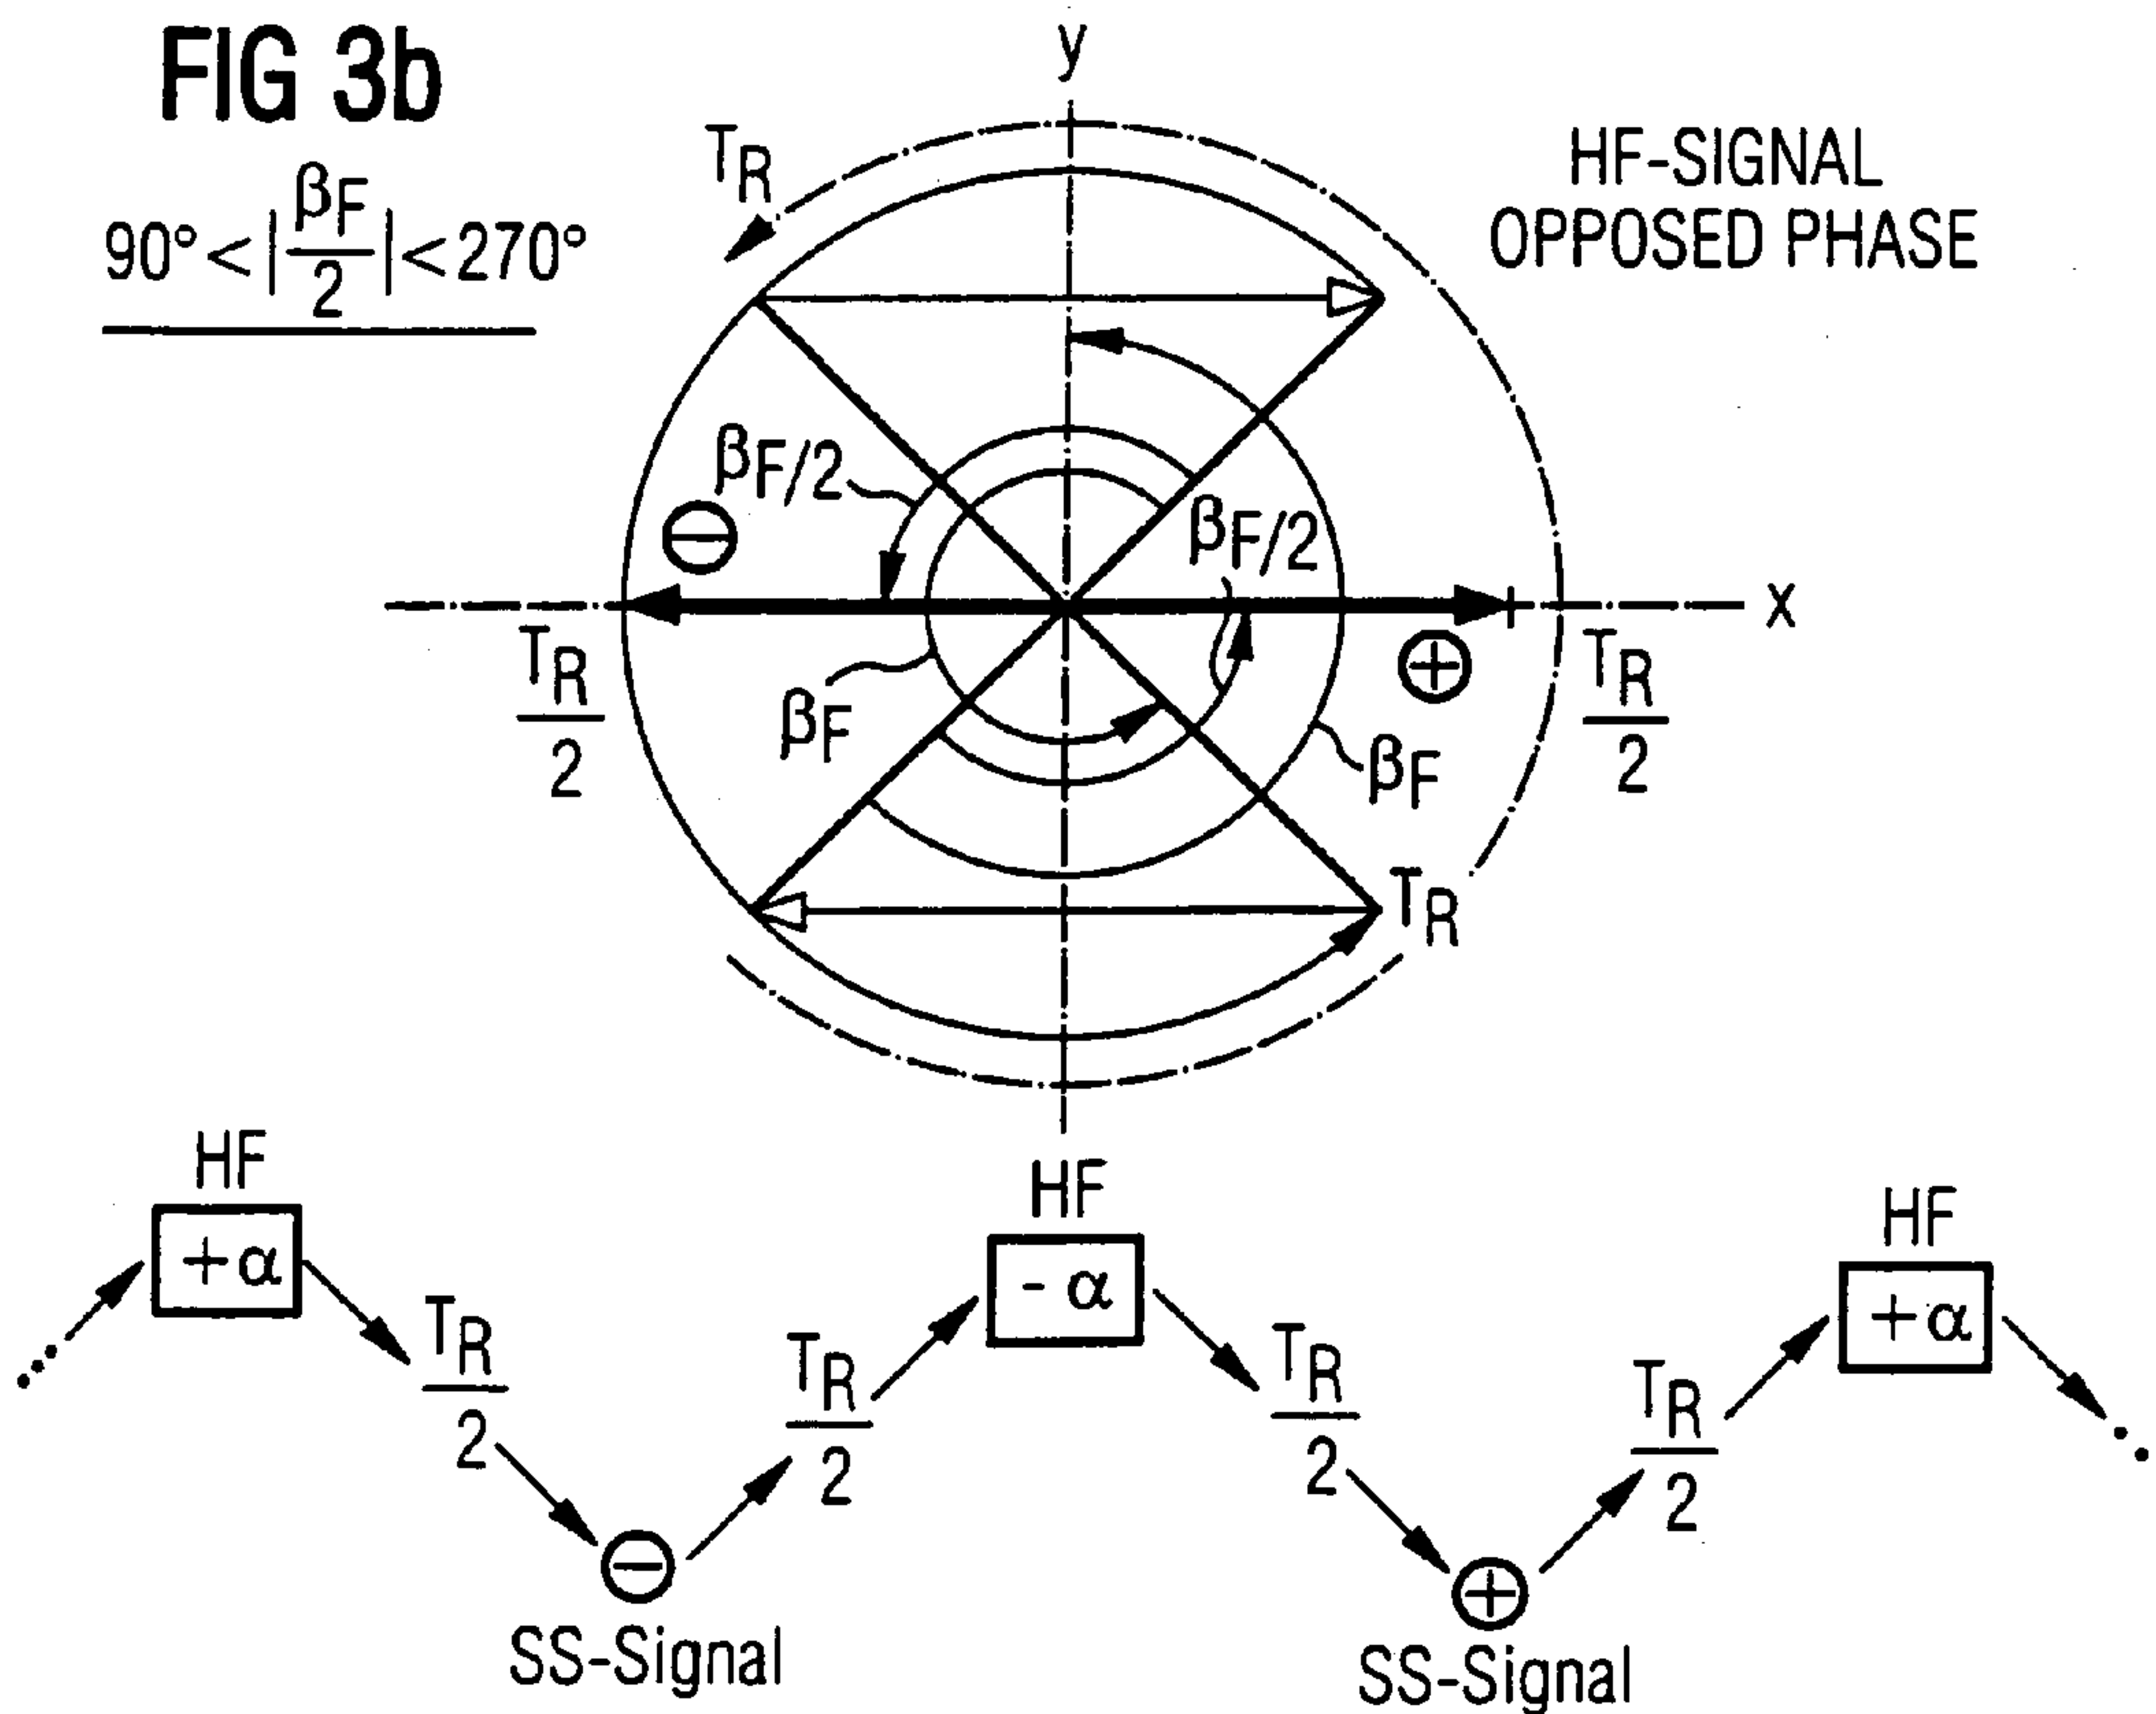 FIG 3b
90° < | βF / 2 | < 270°
y
TR
HF-SIGNAL
OPPOSED PHASE
βF/2
βF/2
⊖
x
TR / 2
βF
⊕
TR / 2
βF
TR
HF
+α
TR / 2
⊖
SS-Signal
TR / 2
HF
- α
TR / 2
⊕
SS-Signal
TR / 2
HF
+α